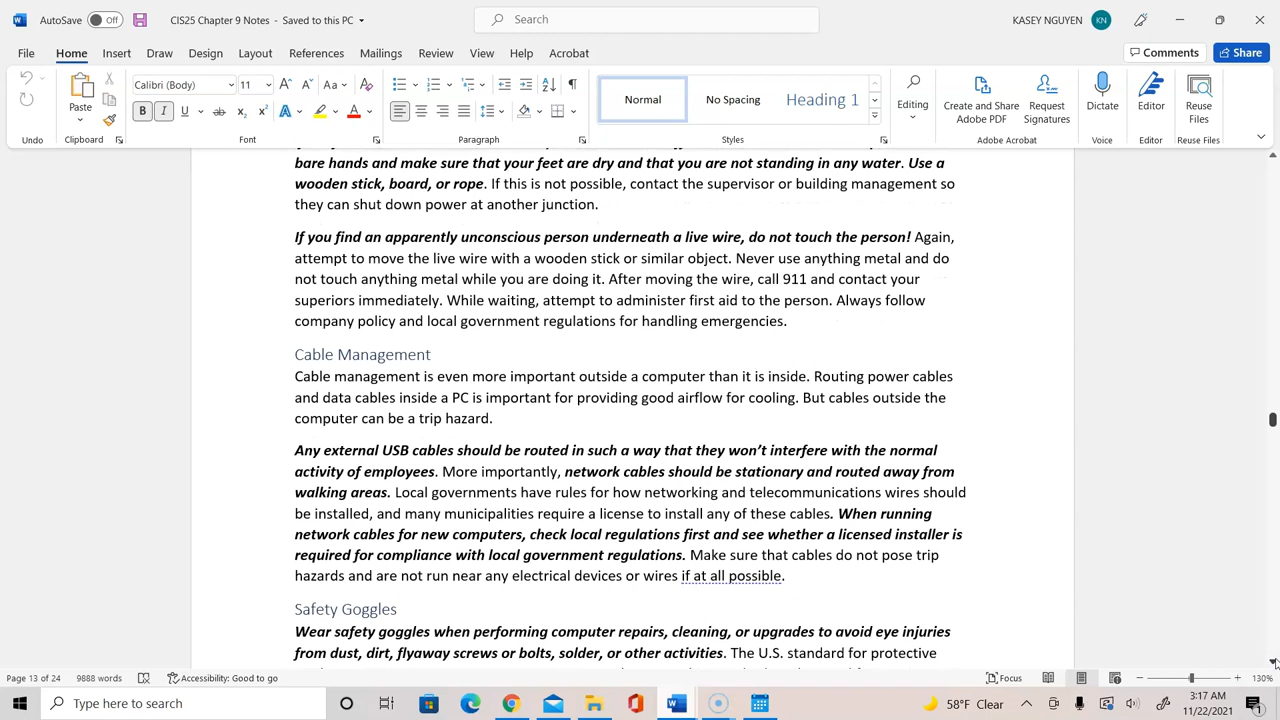 AutoSave Off CIS25 Chapter 9 Notes - Saved to this PC Search KASEY NGUYEN KN
File Home Insert Draw Design Layout References Mailings Review View Help Acrobat Comments Share
Calibri (Body) 11 Aa
Paste B I U ab x₂ x² A A
Normal No Spacing Heading 1
Editing Create and Share Adobe PDF Request Signatures Dictate Editor Reuse Files
Undo Clipboard Font Paragraph Styles Adobe Acrobat Voice Editor Reuse Files
bare hands and make sure that your feet are dry and that you are not standing in any water. Use a
wooden stick, board, or rope. If this is not possible, contact the supervisor or building management so
they can shut down power at another junction.
If you find an apparently unconscious person underneath a live wire, do not touch the person! Again,
attempt to move the live wire with a wooden stick or similar object. Never use anything metal and do
not touch anything metal while you are doing it. After moving the wire, call 911 and contact your
superiors immediately. While waiting, attempt to administer first aid to the person. Always follow
company policy and local government regulations for handling emergencies.
Cable Management
Cable management is even more important outside a computer than it is inside. Routing power cables
and data cables inside a PC is important for providing good airflow for cooling. But cables outside the
computer can be a trip hazard.
Any external USB cables should be routed in such a way that they won't interfere with the normal
activity of employees. More importantly, network cables should be stationary and routed away from
walking areas. Local governments have rules for how networking and telecommunications wires should
be installed, and many municipalities require a license to install any of these cables. When running
network cables for new computers, check local regulations first and see whether a licensed installer is
required for compliance with local government regulations. Make sure that cables do not pose trip
hazards and are not run near any electrical devices or wires if at all possible.
Safety Goggles
Wear safety goggles when performing computer repairs, cleaning, or upgrades to avoid eye injuries
from dust, dirt, flyaway screws or bolts, solder, or other activities. The U.S. standard for protective
Page 13 of 24 9888 words Accessibility: Good to go Focus 130%
Type here to search 58°F Clear 3:17 AM
11/22/2021 1